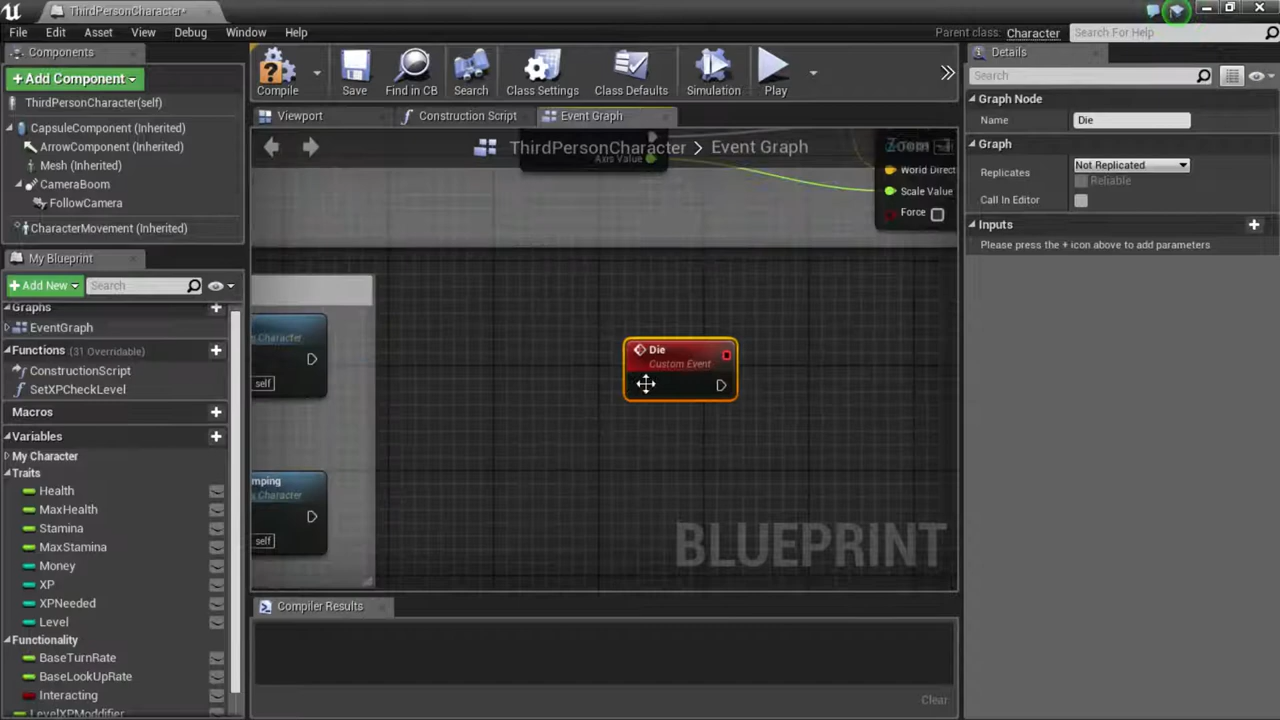 ThirdPersonCharacter*
File Edit Asset View Debug Window Help
Parent class: Character Search For Help
Components
+Add Component
ThirdPersonCharacter(self)
CapsuleComponent (Inherited)
ArrowComponent (Inherited)
Mesh (Inherited)
CameraBoom
FollowCamera
CharacterMovement (Inherited)
My Blueprint
+Add New Search
Graphs
EventGraph
Functions (31 Overridable)
ConstructionScript
SetXPCheckLevel
Macros
Variables
My Character
Traits
Health
MaxHealth
Stamina
MaxStamina
Money
XP
XPNeeded
Level
Functionality
BaseTurnRate
BaseLookUpRate
Interacting
LevelXPModdifier
Compile Save Find in CB Search Class Settings Class Defaults Simulation Play
Viewport Construction Script Event Graph
ThirdPersonCharacter > Event Graph
Axis Value
World Direct
Scale Value
Force
s Character
self
mping
s Character
self
Die
Custom Event
BLUEPRINT
Compiler Results
Clear
Details
Search
Graph Node
Name Die
Graph
Replicates Not Replicated
Reliable
Call In Editor
Inputs
Please press the + icon above to add parameters